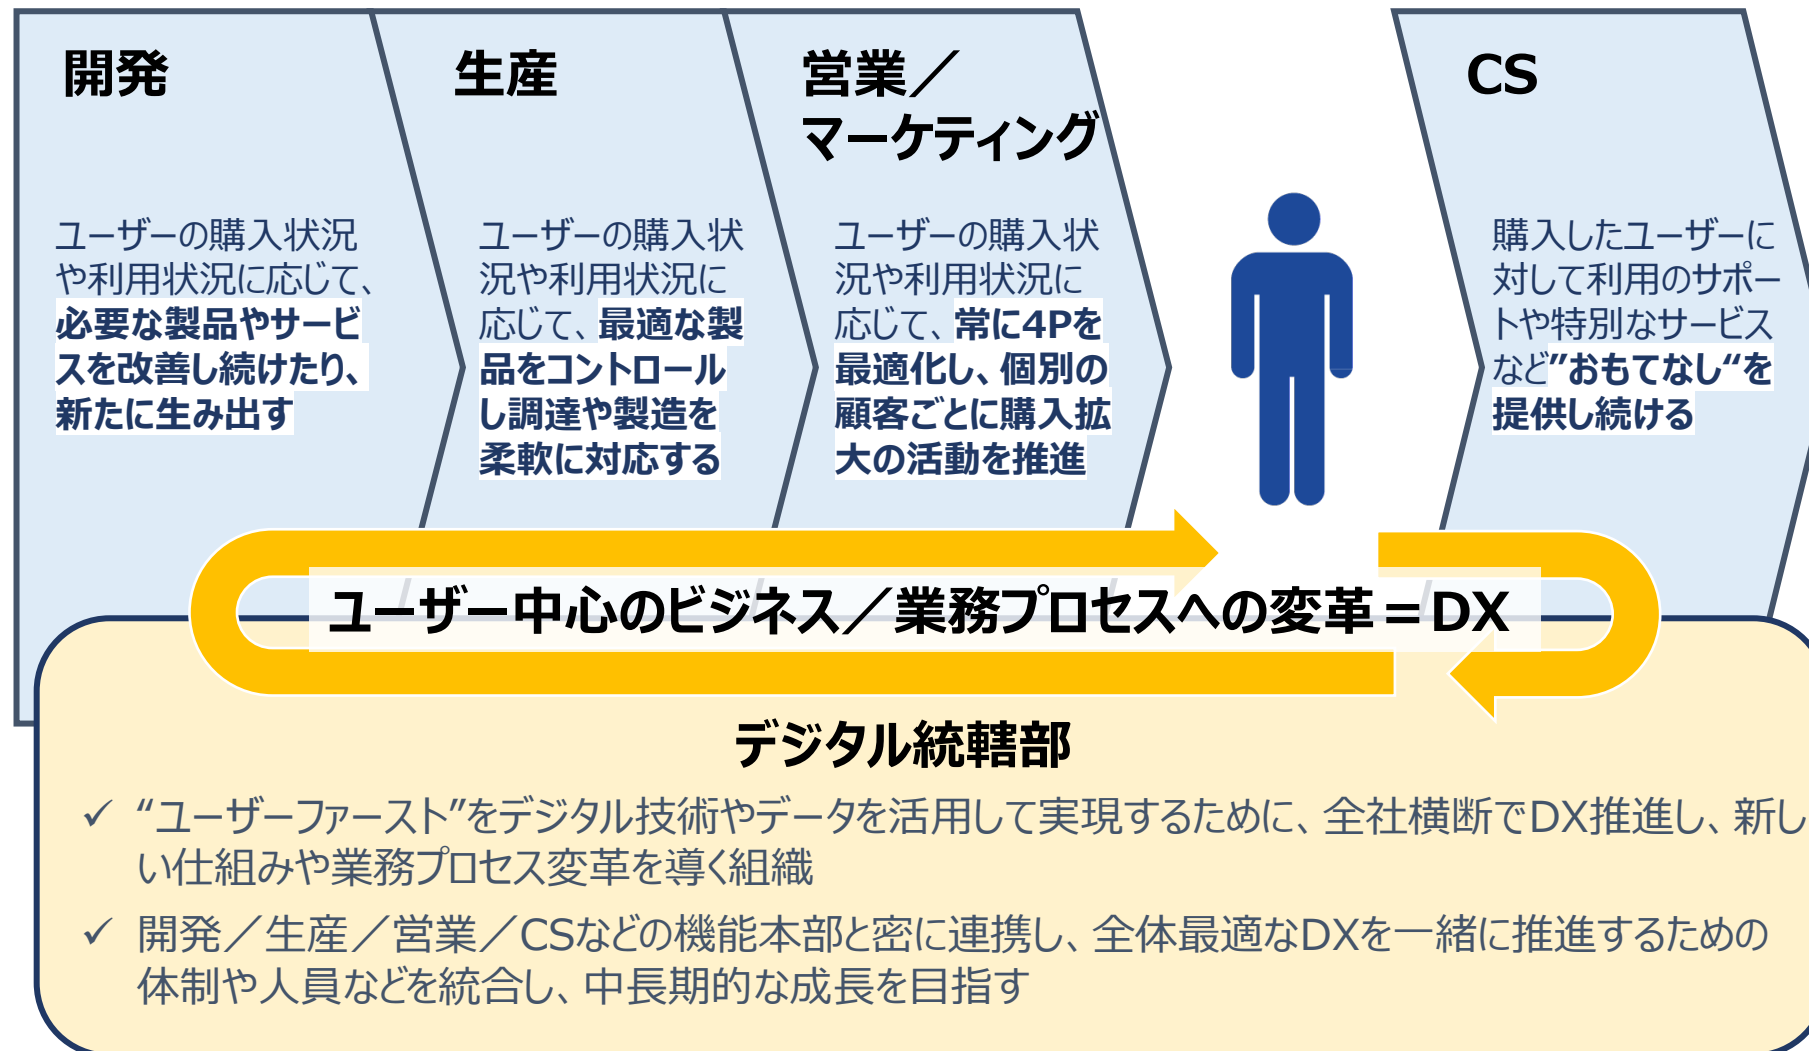 開発
ユーザーの購入状況
や利用状況に応じて、
必要な製品やサービ
スを改善し続けたり、
新たに生み出す
生産
ユーザーの購入状
況や利用状況に
応じて、最適な製
品をコントロール
し調達や製造を
柔軟に対応する
営業／
マーケティング
ユーザーの購入状
況や利用状況に
応じて、常に4Pを
最適化し、個別の
顧客ごとに購入拡
大の活動を推進
CS
購入したユーザーに
対して利用のサポー
トや特別なサービス
など”おもてなし“を
提供し続ける
ユーザー中心のビジネス／業務プロセスへの変革＝DX
デジタル統轄部
✓ “ユーザーファースト”をデジタル技術やデータを活用して実現するために、全社横断でDX推進し、新し
い仕組みや業務プロセス変革を導く組織
✓ 開発／生産／営業／CSなどの機能本部と密に連携し、全体最適なDXを一緒に推進するための
体制や人員などを統合し、中長期的な成長を目指す